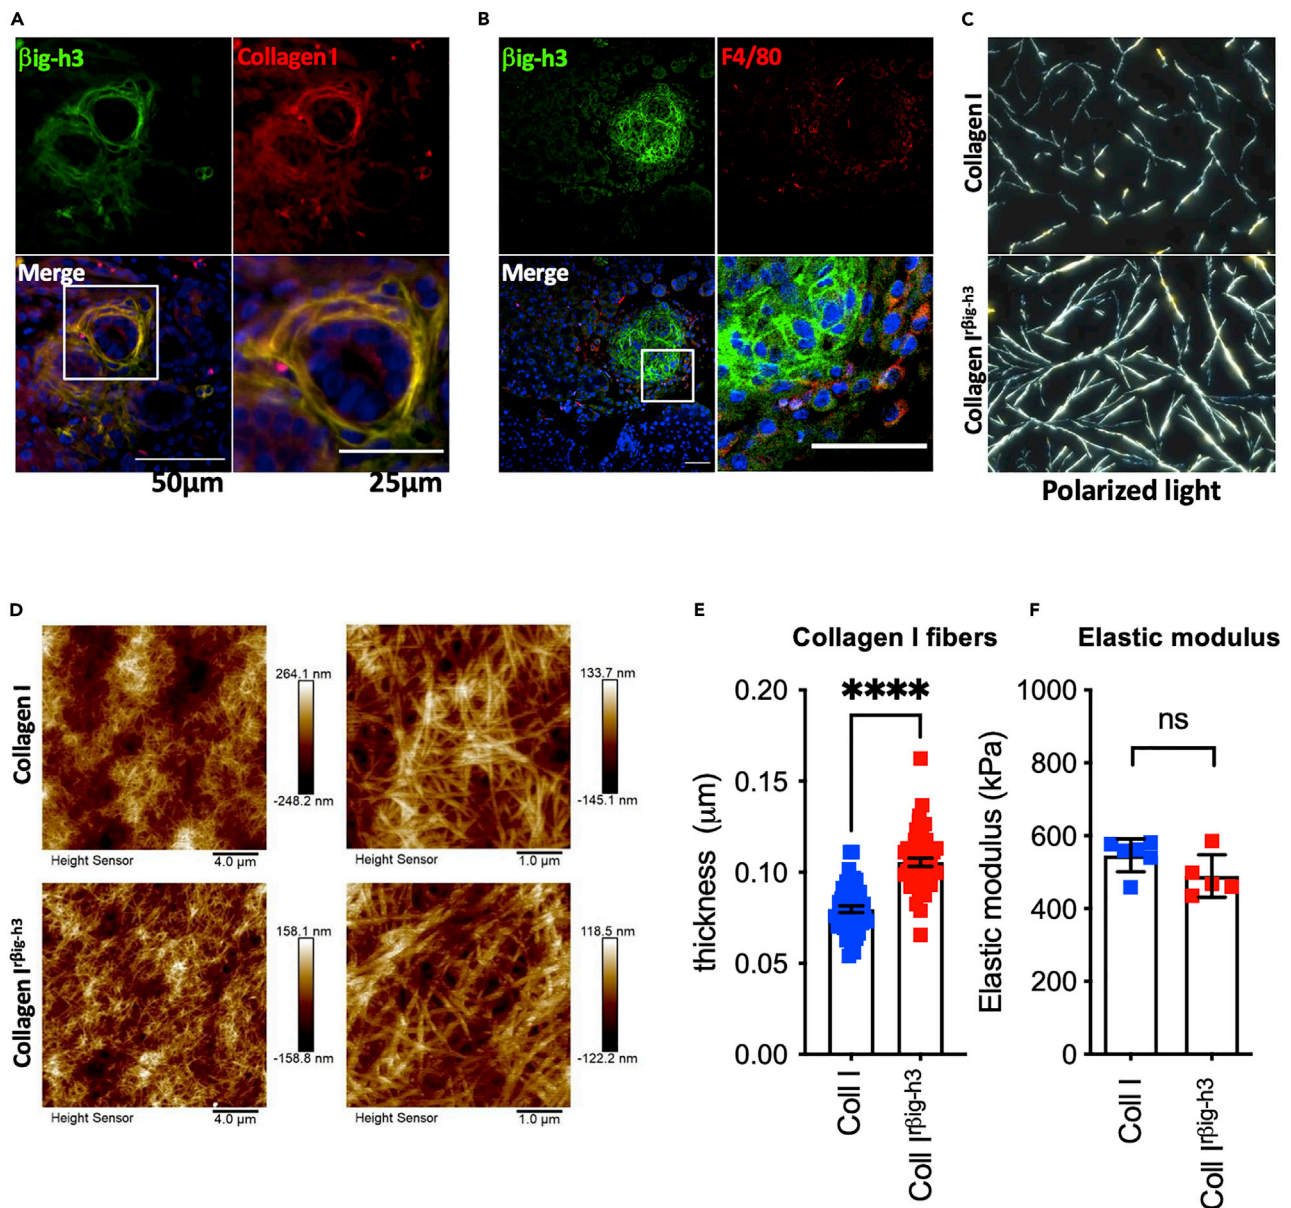 A
B
C
βig-h3
Collagen I
Merge
50μm
25μm
βig-h3
F4/80
Merge
Collagen I
Collagen Irβig-h3
Polarized light
D
E
F
Collagen I
264.1 nm
-248.2 nm
Height Sensor
4.0 μm
133.7 nm
-145.1 nm
1.0 μm
Collagen Irβig-h3
158.1 nm
-158.8 nm
Height Sensor
4.0 μm
118.5 nm
-122.2 nm
1.0 μm
Height Sensor
Height Sensor
Collagen I fibers
thickness (μm)
0.20
0.15
0.10
0.05
0.00
****
Coll I
Coll Irβig-h3
Elastic modulus
Elastic modulus (kPa)
1000
800
600
400
200
0
ns
Coll I
Coll Irβig-h3